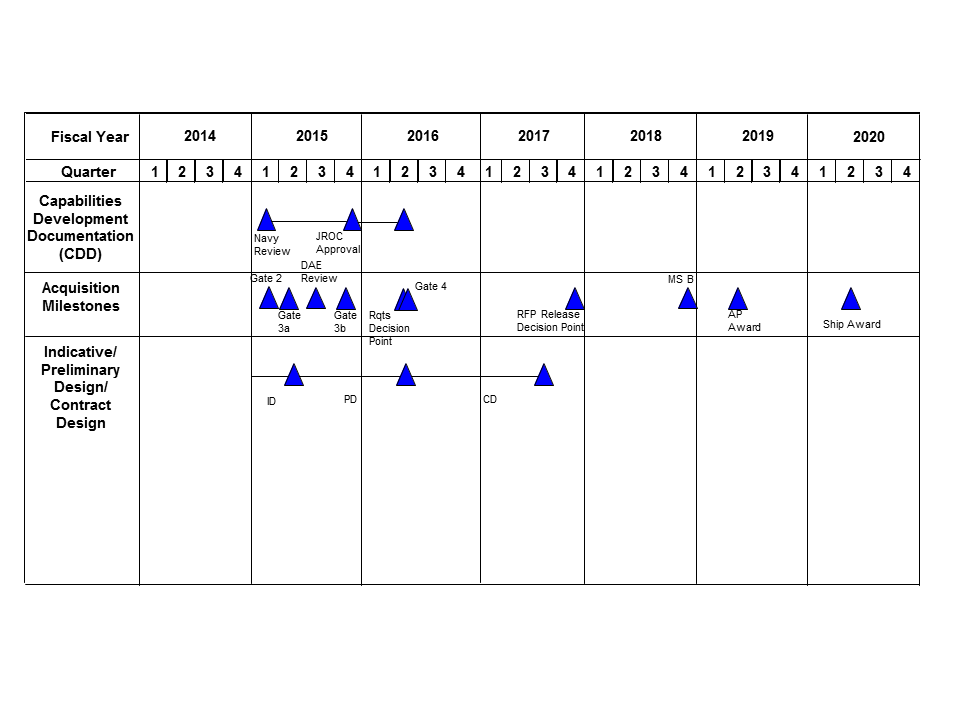 Fiscal Year 2014 2015 2016 2017 2018 2019 2020
Quarter 1 2 3 4 1 2 3 4 1 2 3 4 1 2 3 4 1 2 3 4 1 2 3 4 1 2 3 4
Capabilities
Development
Documentation
(CDD)
Navy
Review
JROC
Approval
Acquisition
Milestones
Gate 2
DAE
Review
Gate
3a
Gate
3b
Rqts
Decision
Point
Gate 4
RFP Release
Decision Point
MS B
AP
Award
Ship Award
Indicative/
Preliminary
Design/
Contract
Design
ID
PD
CD